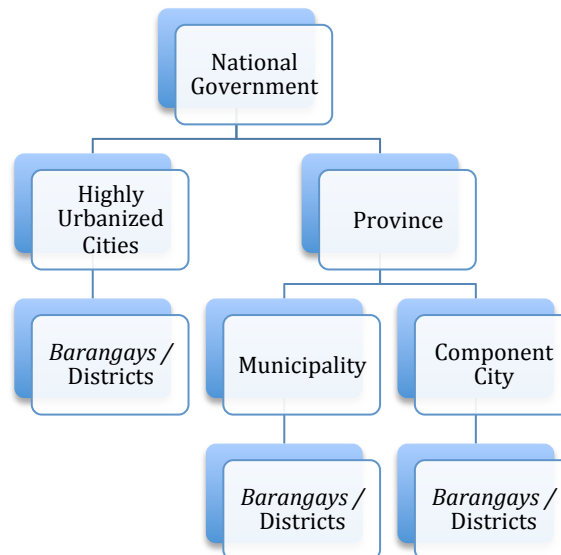 National
Government
Highly
Urbanized
Cities
Province
Barangays /
Districts
Municipality
Component
City
Barangays /
Districts
Barangays /
Districts